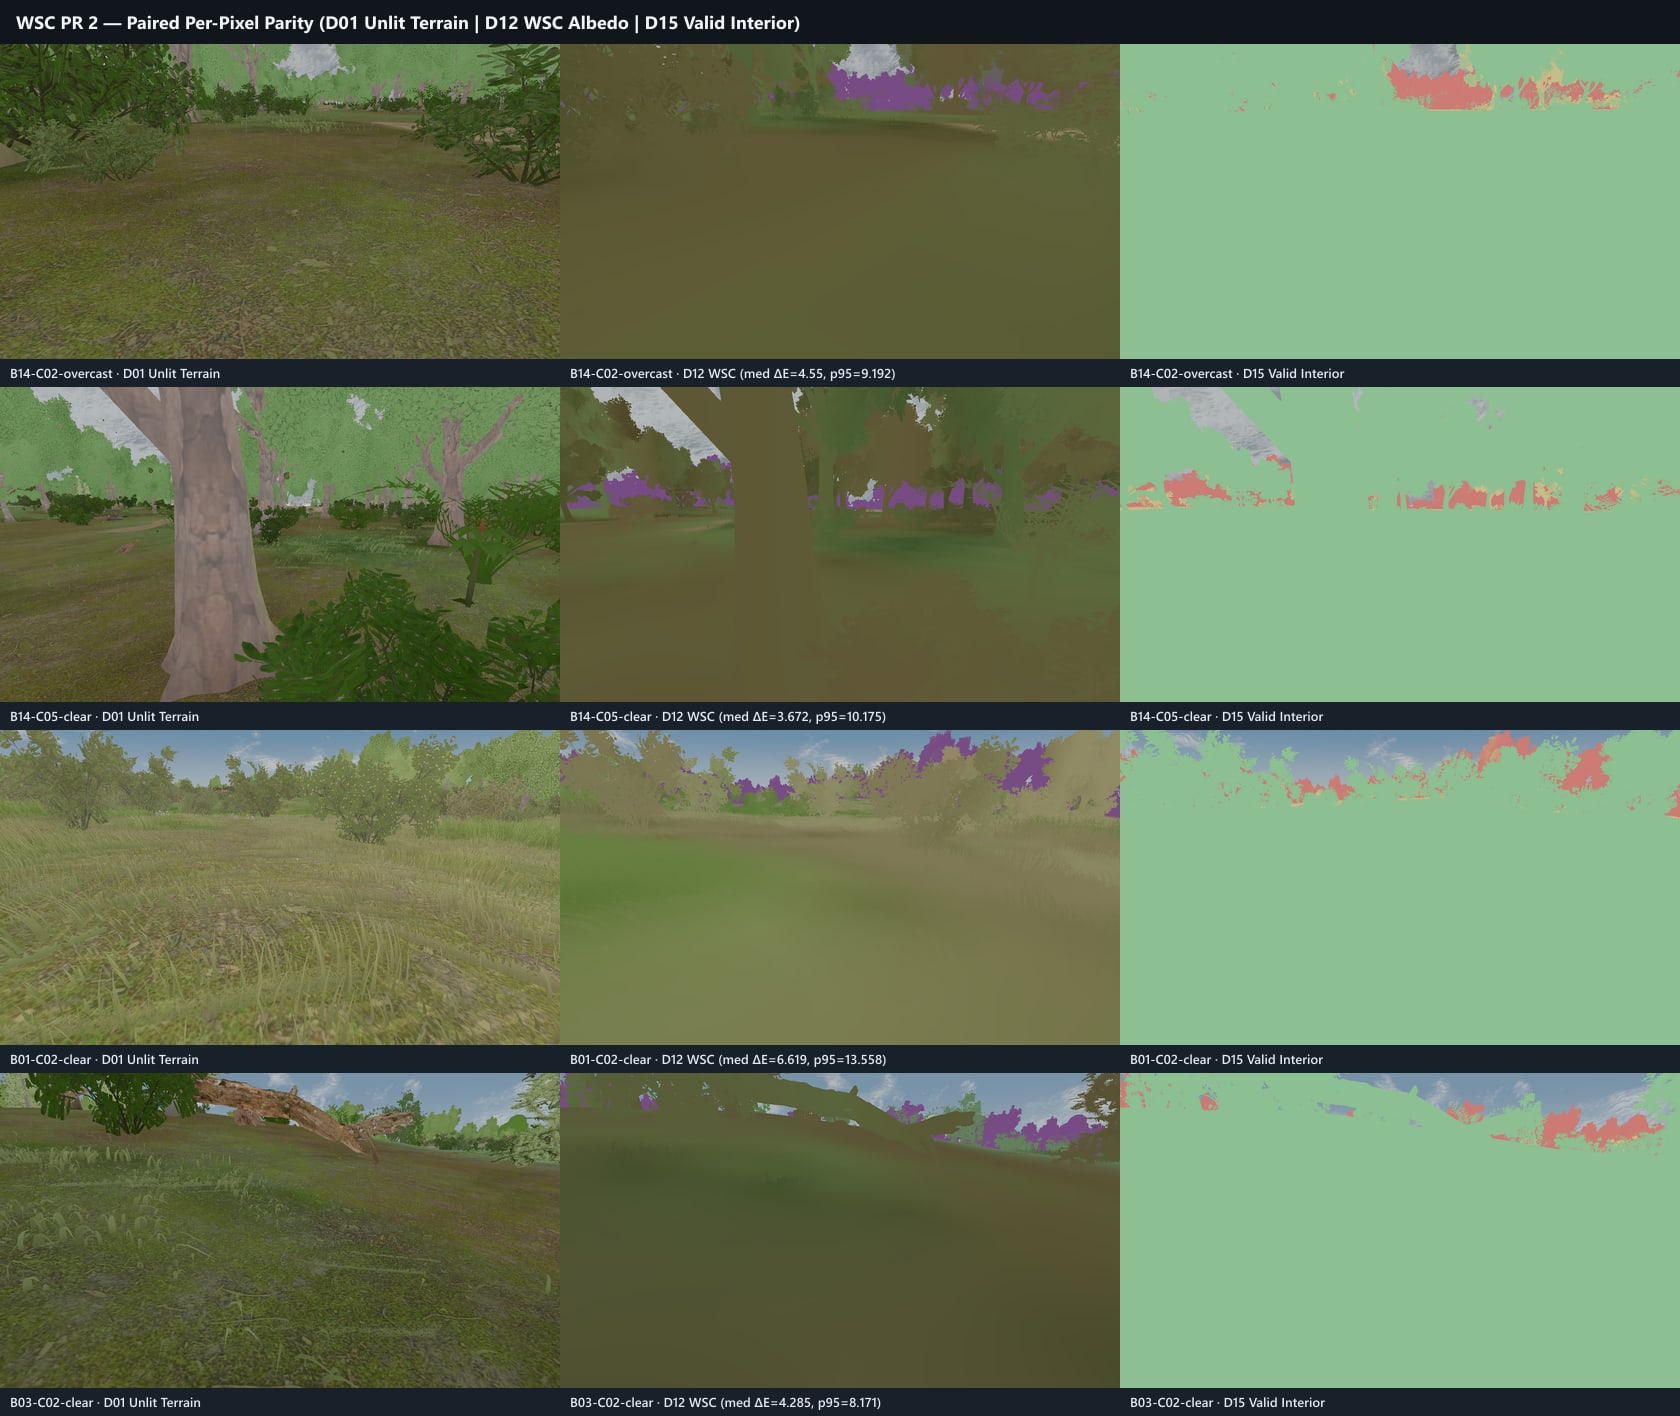 WSC PR 2 — Paired Per-Pixel Parity (D01 Unlit Terrain | D12 WSC Albedo | D15 Valid Interior)
B14-C02-overcast · D01 Unlit Terrain
B14-C02-overcast · D12 WSC (med ΔE=4.55, p95=9.192)
B14-C02-overcast · D15 Valid Interior
B14-C05-clear · D01 Unlit Terrain
B14-C05-clear · D12 WSC (med ΔE=3.672, p95=10.175)
B14-C05-clear · D15 Valid Interior
B01-C02-clear · D01 Unlit Terrain
B01-C02-clear · D12 WSC (med ΔE=6.619, p95=13.558)
B01-C02-clear · D15 Valid Interior
B03-C02-clear · D01 Unlit Terrain
B03-C02-clear · D12 WSC (med ΔE=4.285, p95=8.171)
B03-C02-clear · D15 Valid Interior